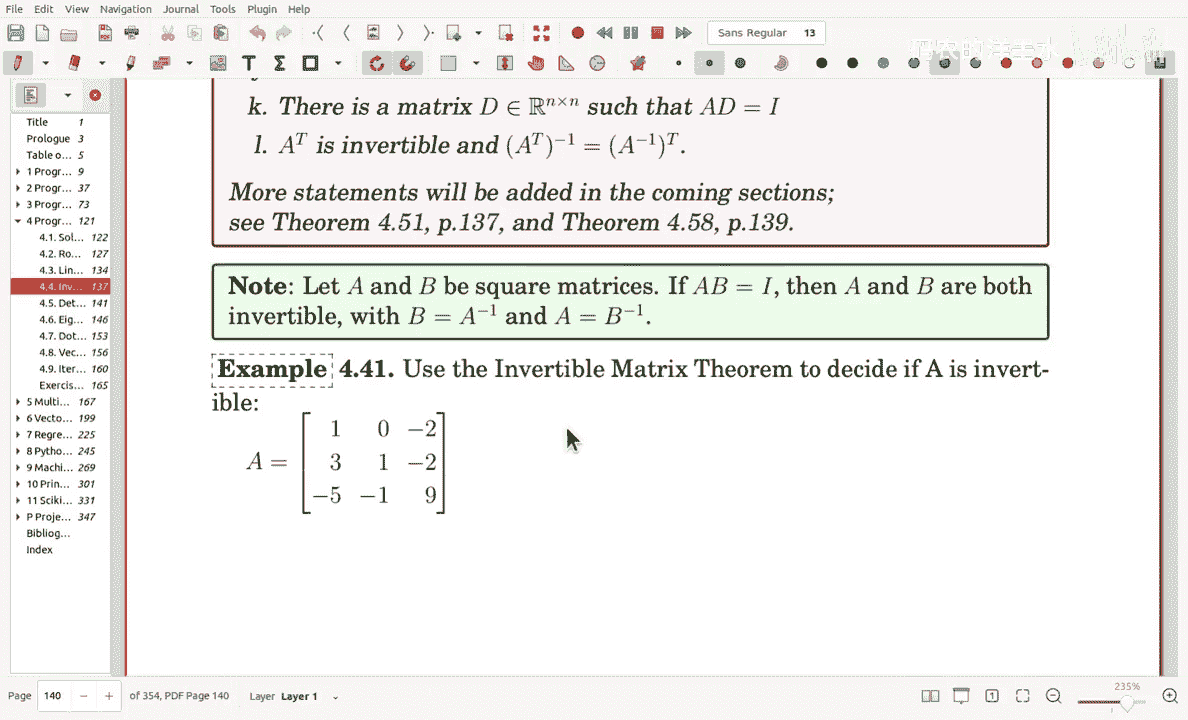 File Edit View Navigation Journal Tools Plugin Help
Sans Regular 13
Title 1
Prologue 3
Table o... 5
1 Progr... 9
2 Progr... 37
3 Progr... 73
4 Progr... 121
4.1. Sol... 122
4.2. Ro... 127
4.3. Lin... 134
4.4. Inv... 137
4.5. Det... 141
4.6. Eig... 146
4.7. Dot... 153
4.8. Vec... 156
4.9. Iter... 160
Exercis... 165
5 Multi... 167
6 Vecto... 199
7 Regre... 225
8 Pytho... 245
9 Machi... 269
10 Prin... 301
11 Sciki... 331
P Proje... 347
Bibliog...
Index
k. There is a matrix D ∈ ℝⁿˣⁿ such that AD = I
l. Aᵀ is invertible and (Aᵀ)⁻¹ = (A⁻¹)ᵀ.
More statements will be added in the coming sections;
see Theorem 4.51, p.137, and Theorem 4.58, p.139.
Note: Let A and B be square matrices. If AB = I, then A and B are both
invertible, with B = A⁻¹ and A = B⁻¹.
Example 4.41. Use the Invertible Matrix Theorem to decide if A is invert-
ible:
A = [ 1 0 −2
3 1 −2
−5 −1 9 ]
Page 140 − + of 354, PDF Page 140 Layer Layer 1 235%